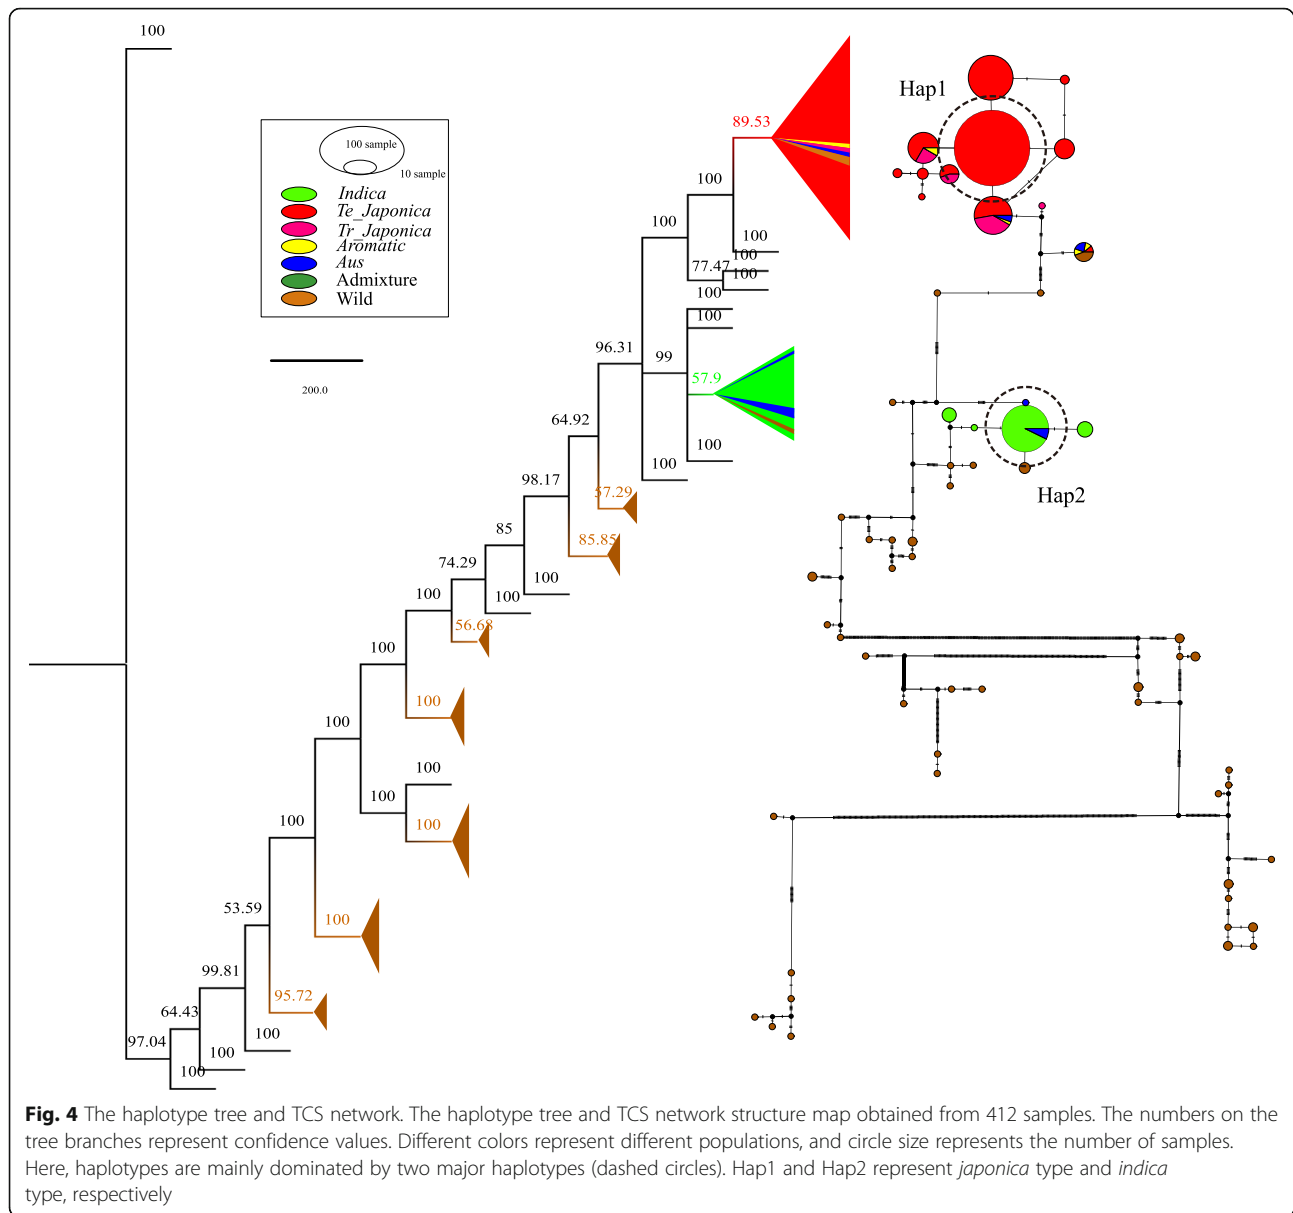 100
89.53
100
100
100
100
77.47
100
100
100
96.31
99
57.9
64.92
100
100
98.17
57.29
85
85.85
74.29
100
100
100
56.68
100
100
100
100
100
100
100
53.59
100
99.81
95.72
64.43
100
97.04
100
100
100 sample
10 sample
Indica
Te_Japonica
Tr_Japonica
Aromatic
Aus
Admixture
Wild
200.0
Hap1
Hap2
Fig. 4 The haplotype tree and TCS network. The haplotype tree and TCS network structure map obtained from 412 samples. The numbers on the
tree branches represent confidence values. Different colors represent different populations, and circle size represents the number of samples.
Here, haplotypes are mainly dominated by two major haplotypes (dashed circles). Hap1 and Hap2 represent japonica type and indica
type, respectively